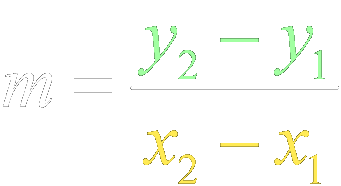 m = y₂ − y₁ / x₂ − x₁